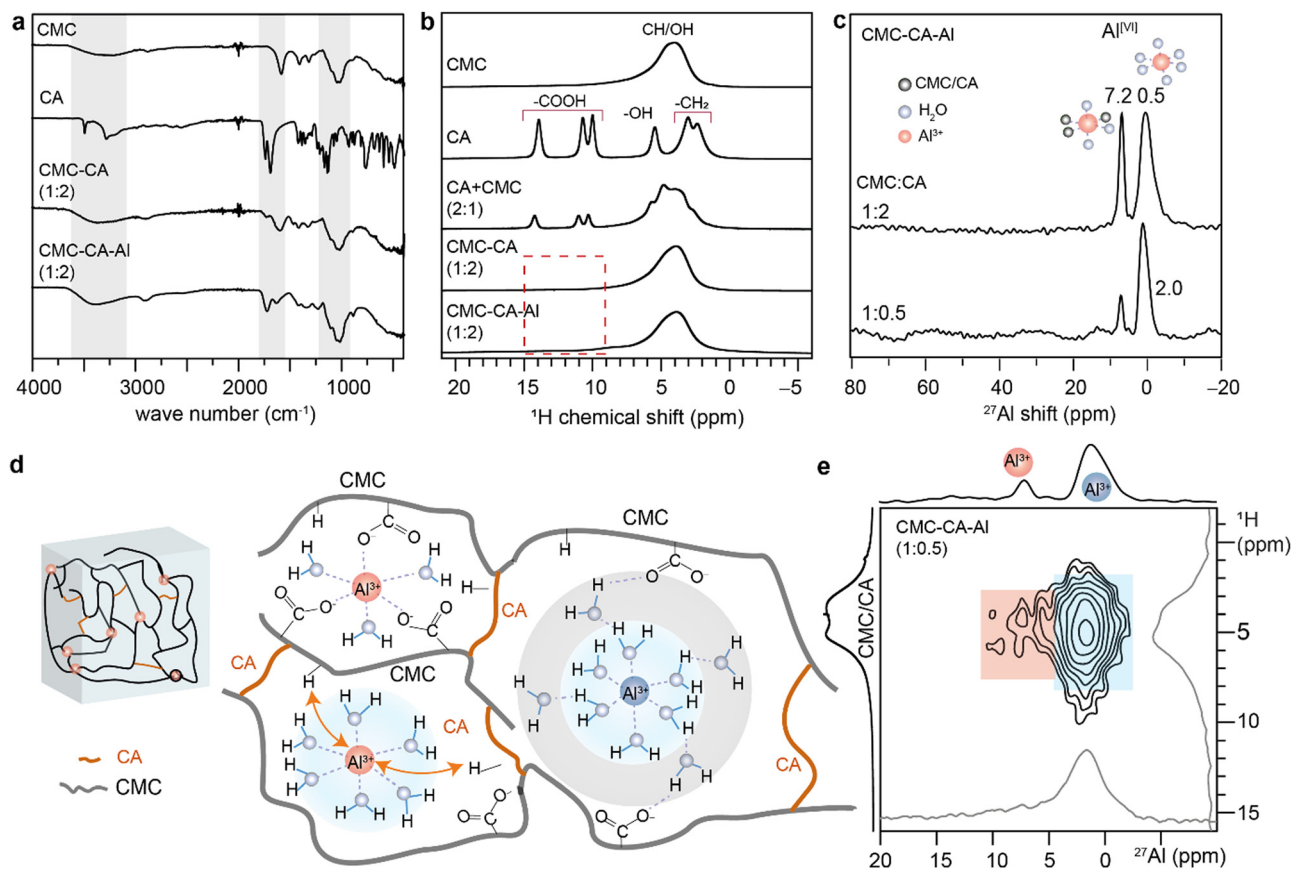 a
CMC
CA
CMC-CA
(1:2)
CMC-CA-Al
(1:2)
4000
3000
2000
1000
wave number (cm⁻¹)
b
CH/OH
CMC
-COOH
-OH
-CH₂
CA
CA+CMC
(2:1)
CMC-CA
(1:2)
CMC-CA-Al
(1:2)
20
15
10
5
0
-5
¹H chemical shift (ppm)
c
CMC-CA-Al
Al[VI]
CMC/CA
H₂O
Al³⁺
7.2
0.5
CMC:CA
1:2
1:0.5
2.0
80
60
40
20
0
−20
²⁷Al shift (ppm)
d
CA
CMC
CMC
H
C
O
O⁻
H
H
H
H
Al³⁺
H
O⁻
C
O
O⁻
C
O
H
H
H
CA
CA
CMC
H
H
H
H
H
H
H
Al³⁺
H
H
H
H
H
H
H
CA
O
C
O
CMC
H
C
O
O⁻
H
H
H
H
H
H
H
H
H
H
H
Al³⁺
H
H
H
H
H
H
H
H
H
CA
O
C
O⁻
e
Al³⁺
Al³⁺
CMC-CA-Al
(1:0.5)
CMC/CA
¹H
(ppm)
0
5
10
15
20
15
10
5
0
²⁷Al (ppm)